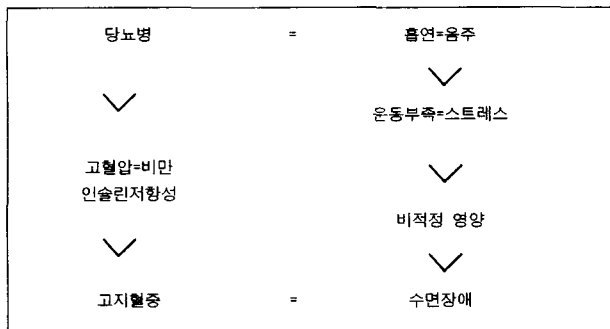 당뇨병 = 흡연=음주
운동부족=스트레스
고혈압=비만
인슐린저항성
비적정 영양
고지혈증 = 수면장애